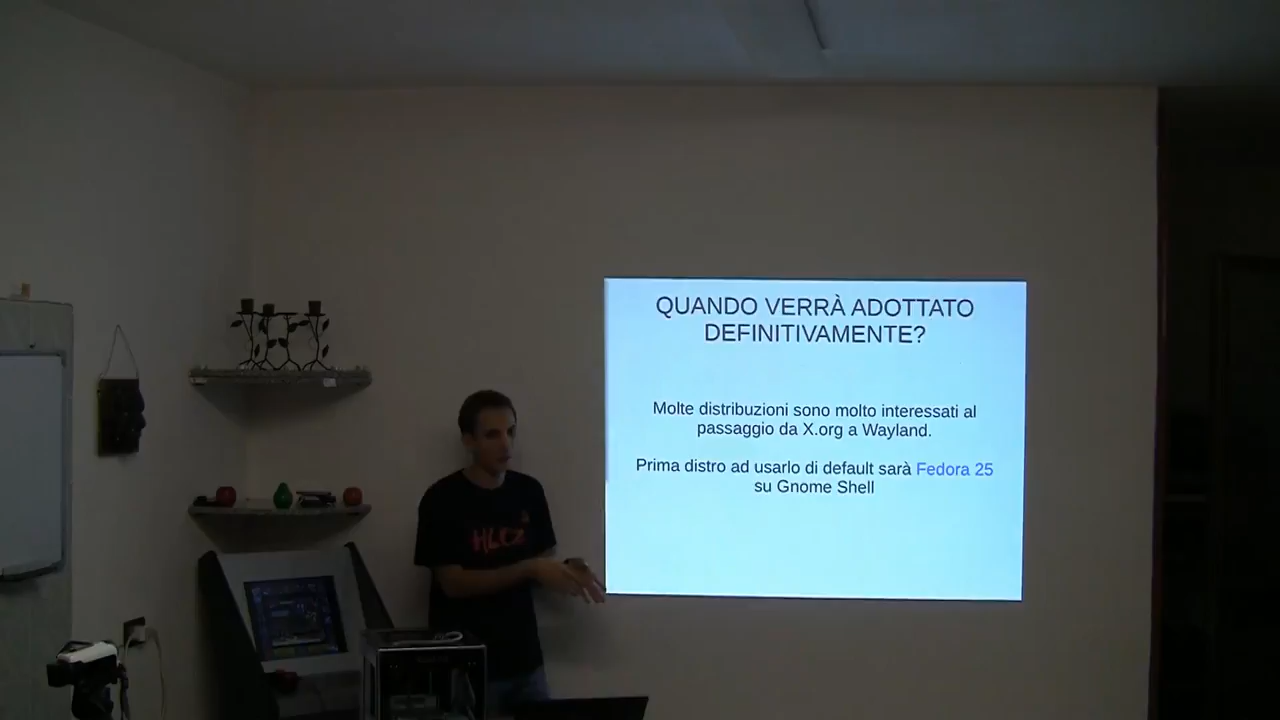 QUANDO VERRÀ ADOTTATO
DEFINITIVAMENTE?
Molte distribuzioni sono molto interessati al
passaggio da X.org a Wayland.
Prima distro ad usarlo di default sarà Fedora 25
su Gnome Shell